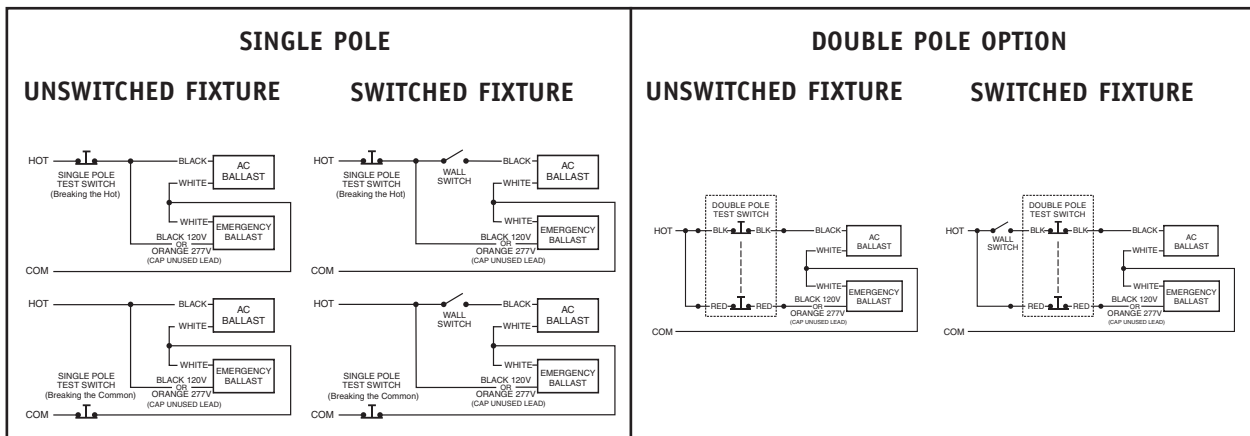 SINGLE POLE
UNSWITCHED FIXTURE
SWITCHED FIXTURE
HOT
SINGLE POLE
TEST SWITCH
(Breaking the Hot)
BLACK
AC
BALLAST
WHITE
WHITE
EMERGENCY
BALLAST
BLACK 120V
OR
ORANGE 277V
(CAP UNUSED LEAD)
COM
HOT
SINGLE POLE
TEST SWITCH
(Breaking the Hot)
WALL
SWITCH
BLACK
AC
BALLAST
WHITE
WHITE
EMERGENCY
BALLAST
BLACK 120V
OR
ORANGE 277V
(CAP UNUSED LEAD)
COM
HOT
BLACK
AC
BALLAST
WHITE
WHITE
EMERGENCY
BALLAST
SINGLE POLE
TEST SWITCH
(Breaking the Common)
BLACK 120V
OR
ORANGE 277V
(CAP UNUSED LEAD)
COM
HOT
WALL
SWITCH
BLACK
AC
BALLAST
WHITE
WHITE
EMERGENCY
BALLAST
SINGLE POLE
TEST SWITCH
(Breaking the Common)
BLACK 120V
OR
ORANGE 277V
(CAP UNUSED LEAD)
COM
DOUBLE POLE OPTION
UNSWITCHED FIXTURE
SWITCHED FIXTURE
DOUBLE POLE
TEST SWITCH
HOT
BLK
BLK
BLACK
AC
BALLAST
WHITE
WHITE
EMERGENCY
BALLAST
RED
RED
BLACK 120V
OR
ORANGE 277V
(CAP UNUSED LEAD)
COM
DOUBLE POLE
TEST SWITCH
HOT
WALL
SWITCH
BLK
BLK
BLACK
AC
BALLAST
WHITE
WHITE
EMERGENCY
BALLAST
RED
RED
BLACK 120V
OR
ORANGE 277V
(CAP UNUSED LEAD)
COM